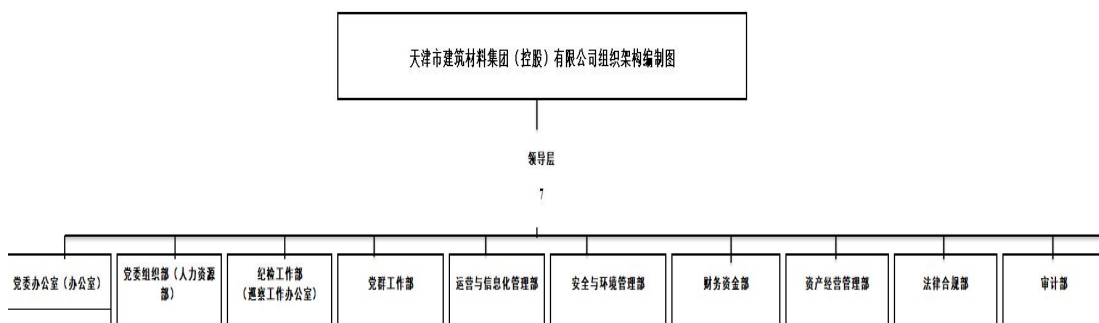 天津市建筑材料集团（控股）有限公司组织架构编制图
领导层
7
党委办公室（办公室）
党委组织部（人力资源
部）
纪检工作部
（巡察工作办公室）
党群工作部
运营与信息化管理部
安全与环境管理部
财务资金部
资产经营管理部
法律合规部
审计部